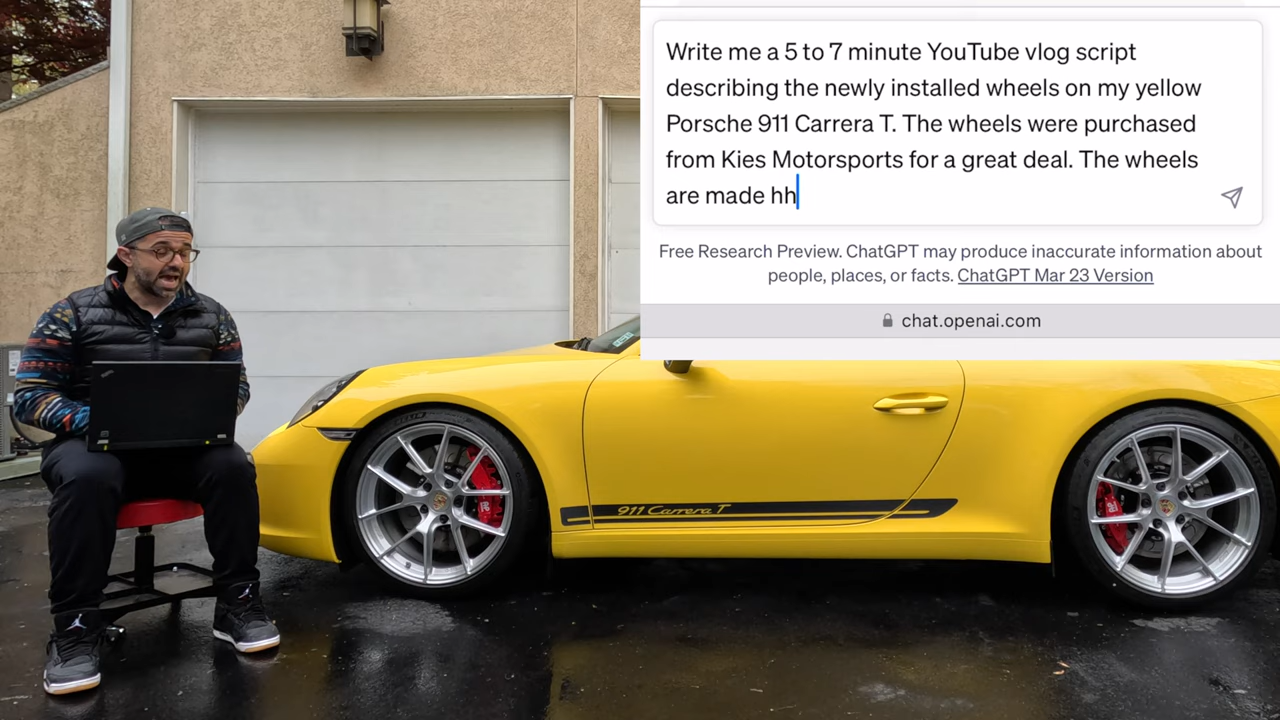 Write me a 5 to 7 minute YouTube vlog script
describing the newly installed wheels on my yellow
Porsche 911 Carrera T. The wheels were purchased
from Kies Motorsports for a great deal. The wheels
are made hh
Free Research Preview. ChatGPT may produce inaccurate information about
people, places, or facts. ChatGPT Mar 23 Version
chat.openai.com
911 Carrera T